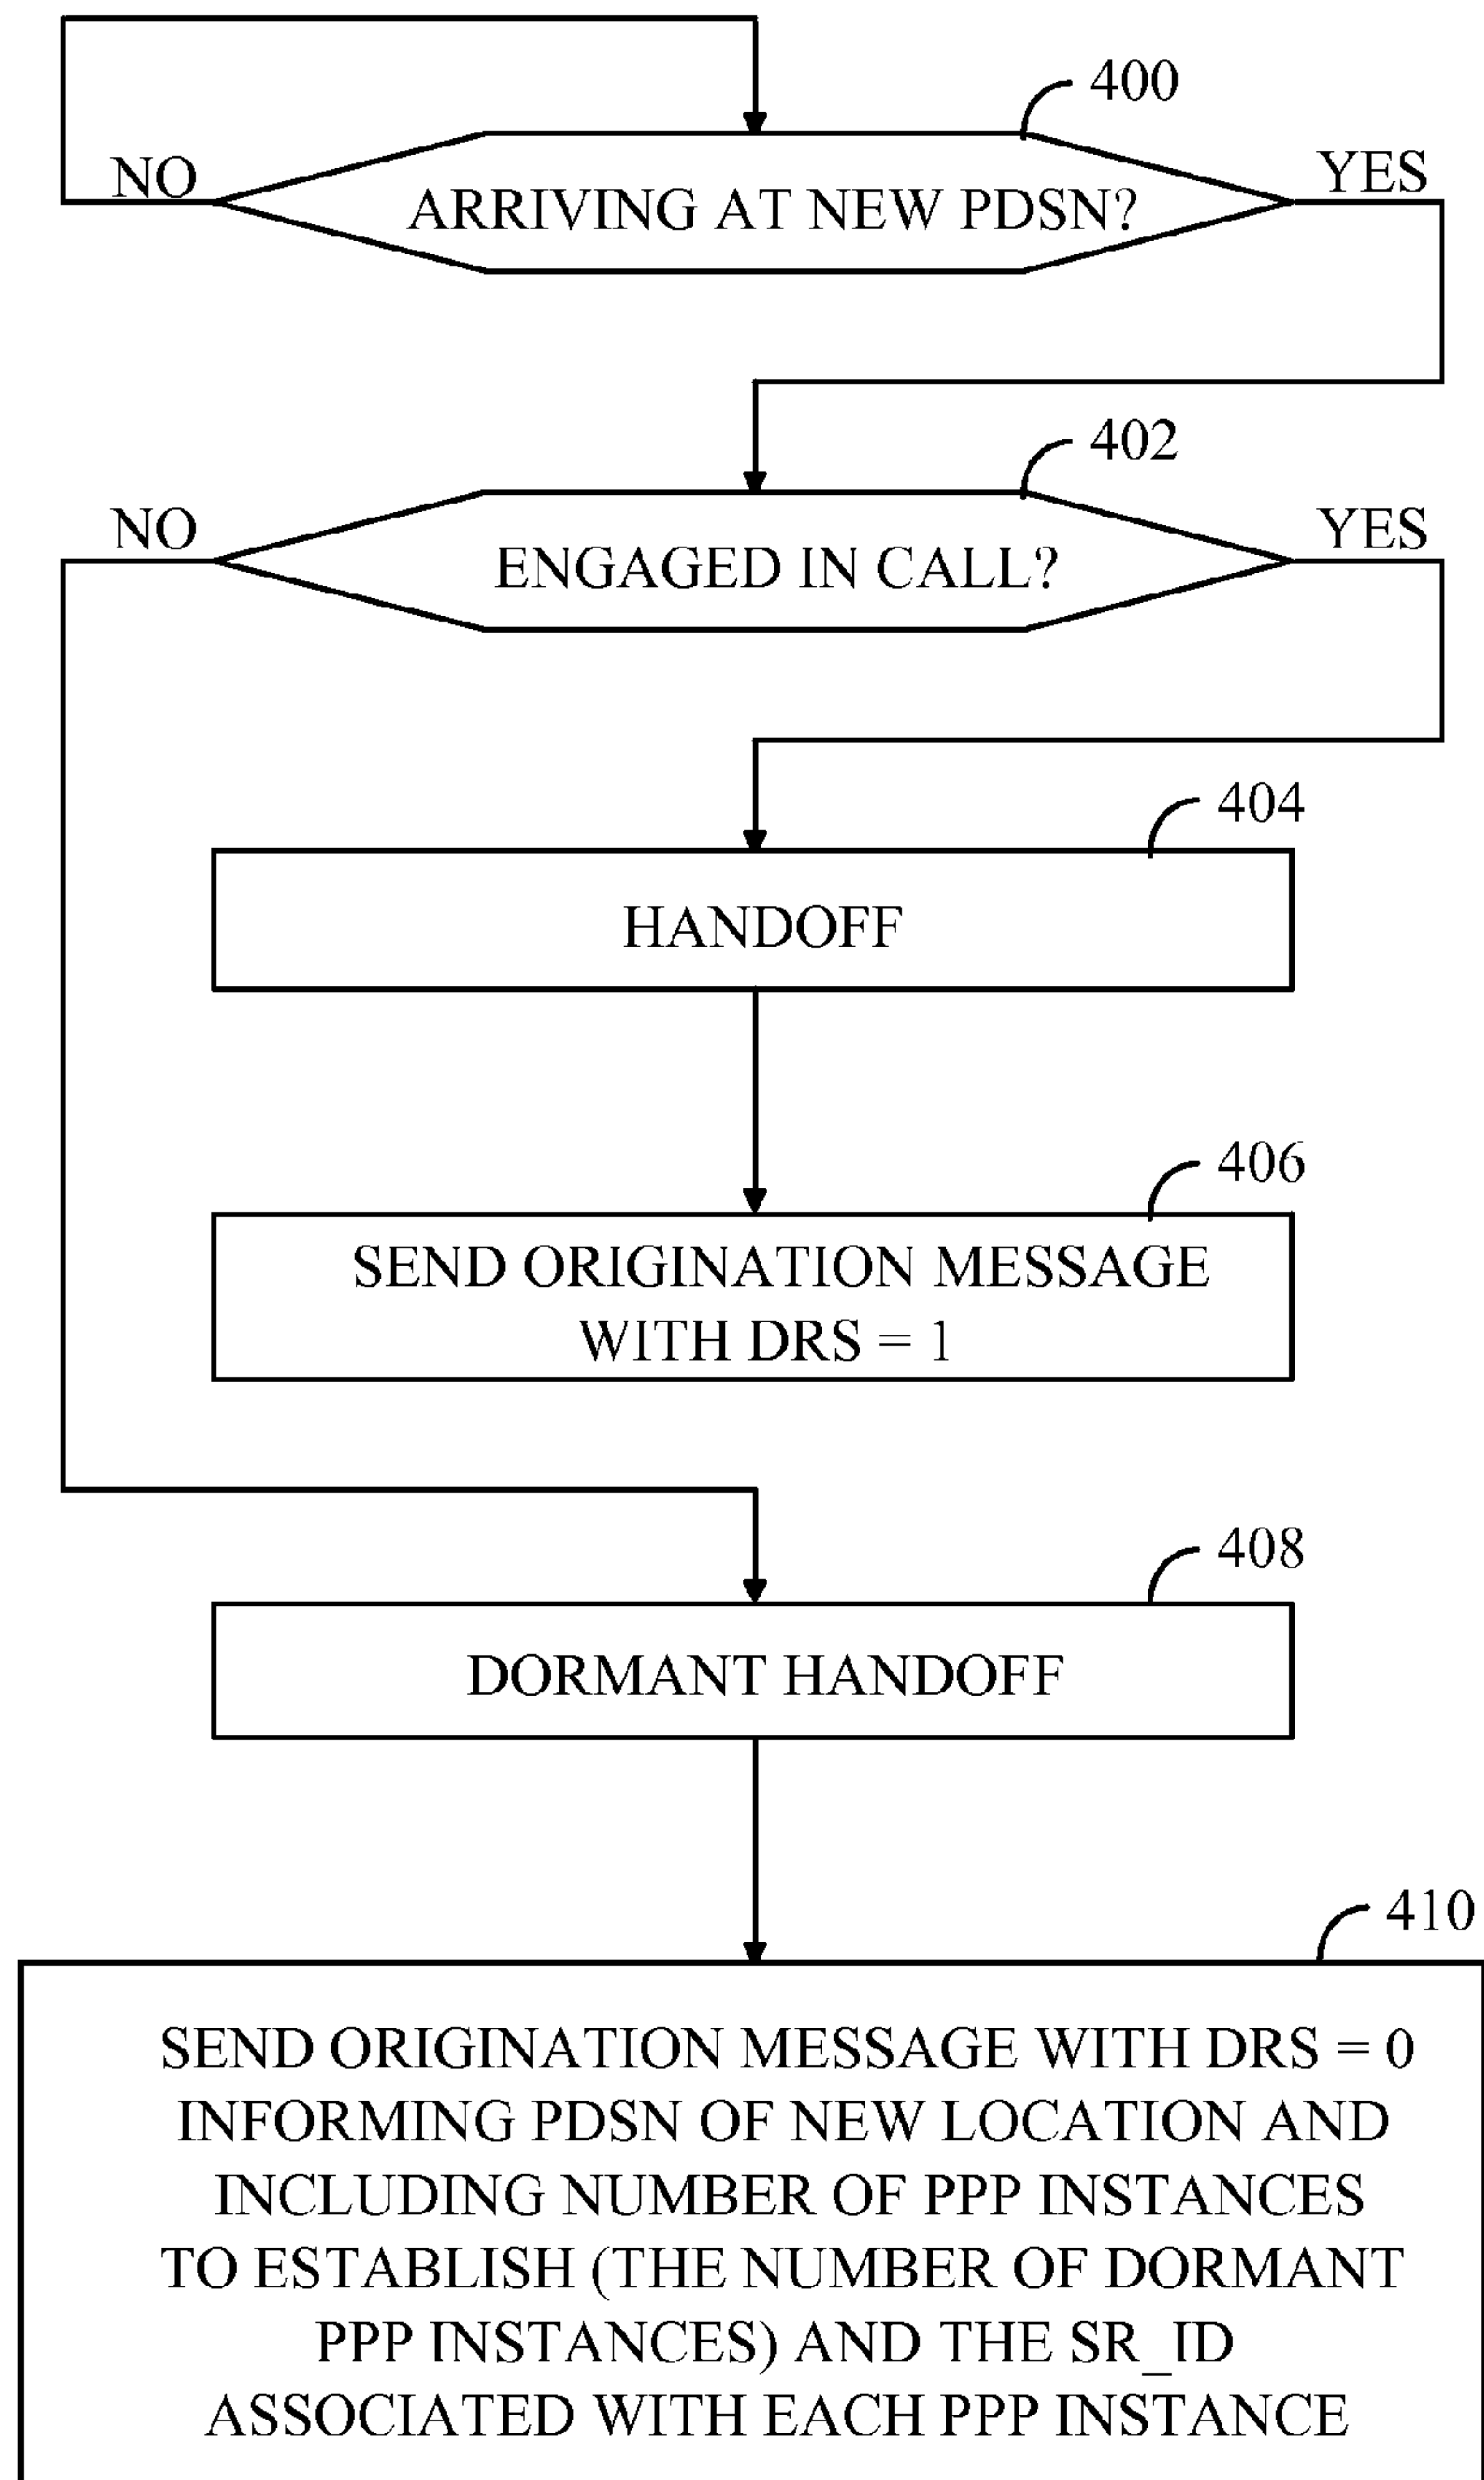 400
NO
YES
ARRIVING AT NEW PDSN?
402
NO
YES
ENGAGED IN CALL?
404
HANDOFF
406
SEND ORIGINATION MESSAGE
WITH DRS = 1
408
DORMANT HANDOFF
410
SEND ORIGINATION MESSAGE WITH DRS = 0
INFORMING PDSN OF NEW LOCATION AND
INCLUDING NUMBER OF PPP INSTANCES
TO ESTABLISH (THE NUMBER OF DORMANT
PPP INSTANCES) AND THE SR_ID
ASSOCIATED WITH EACH PPP INSTANCE